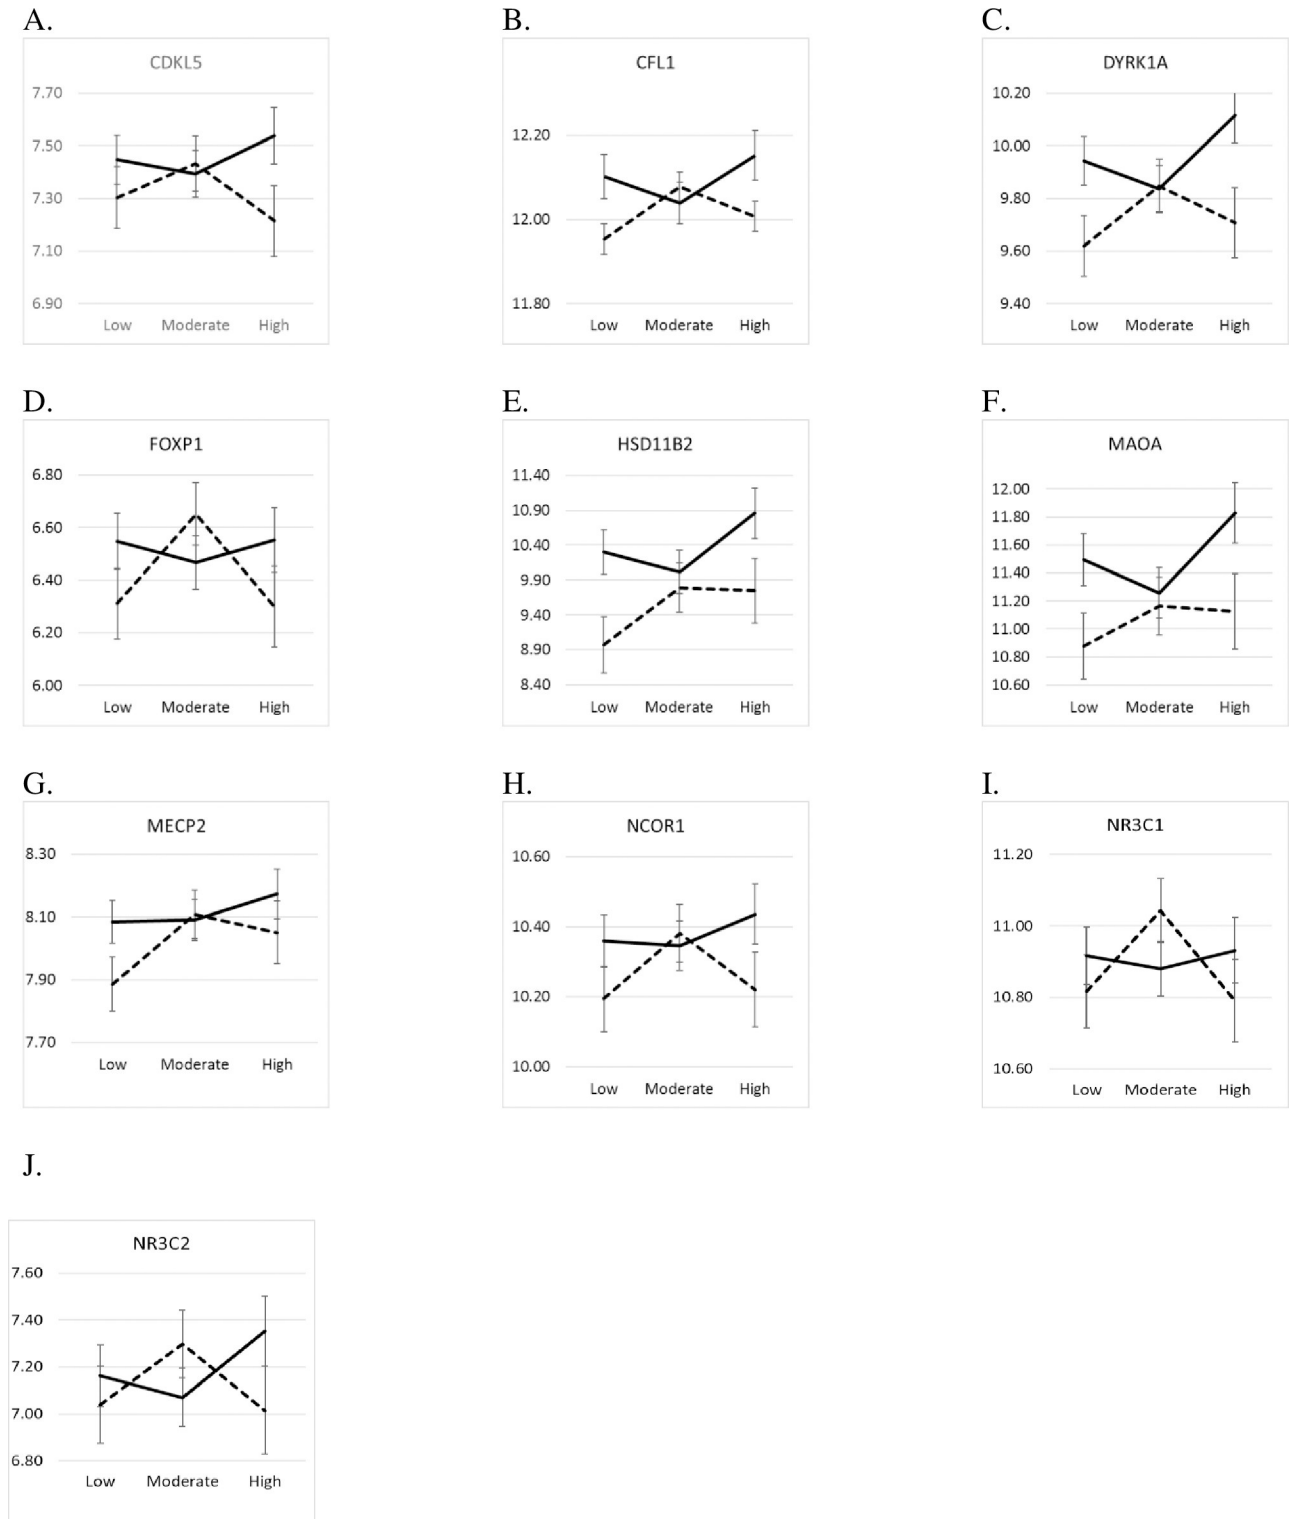 A.
B.
C.
CDKL5
7.70
7.50
7.30
7.10
6.90
Low Moderate High
CFL1
12.20
12.00
11.80
Low Moderate High
DYRK1A
10.20
10.00
9.80
9.60
9.40
Low Moderate High
D.
E.
F.
FOXP1
6.80
6.60
6.40
6.20
6.00
Low Moderate High
HSD11B2
11.40
10.90
10.40
9.90
9.40
8.90
8.40
Low Moderate High
MAOA
12.00
11.80
11.60
11.40
11.20
11.00
10.80
10.60
Low Moderate High
G.
H.
I.
MECP2
8.30
8.10
7.90
7.70
Low Moderate High
NCOR1
10.60
10.40
10.20
10.00
Low Moderate High
NR3C1
11.20
11.00
10.80
10.60
Low Moderate High
J.
NR3C2
7.60
7.40
7.20
7.00
6.80
Low Moderate High